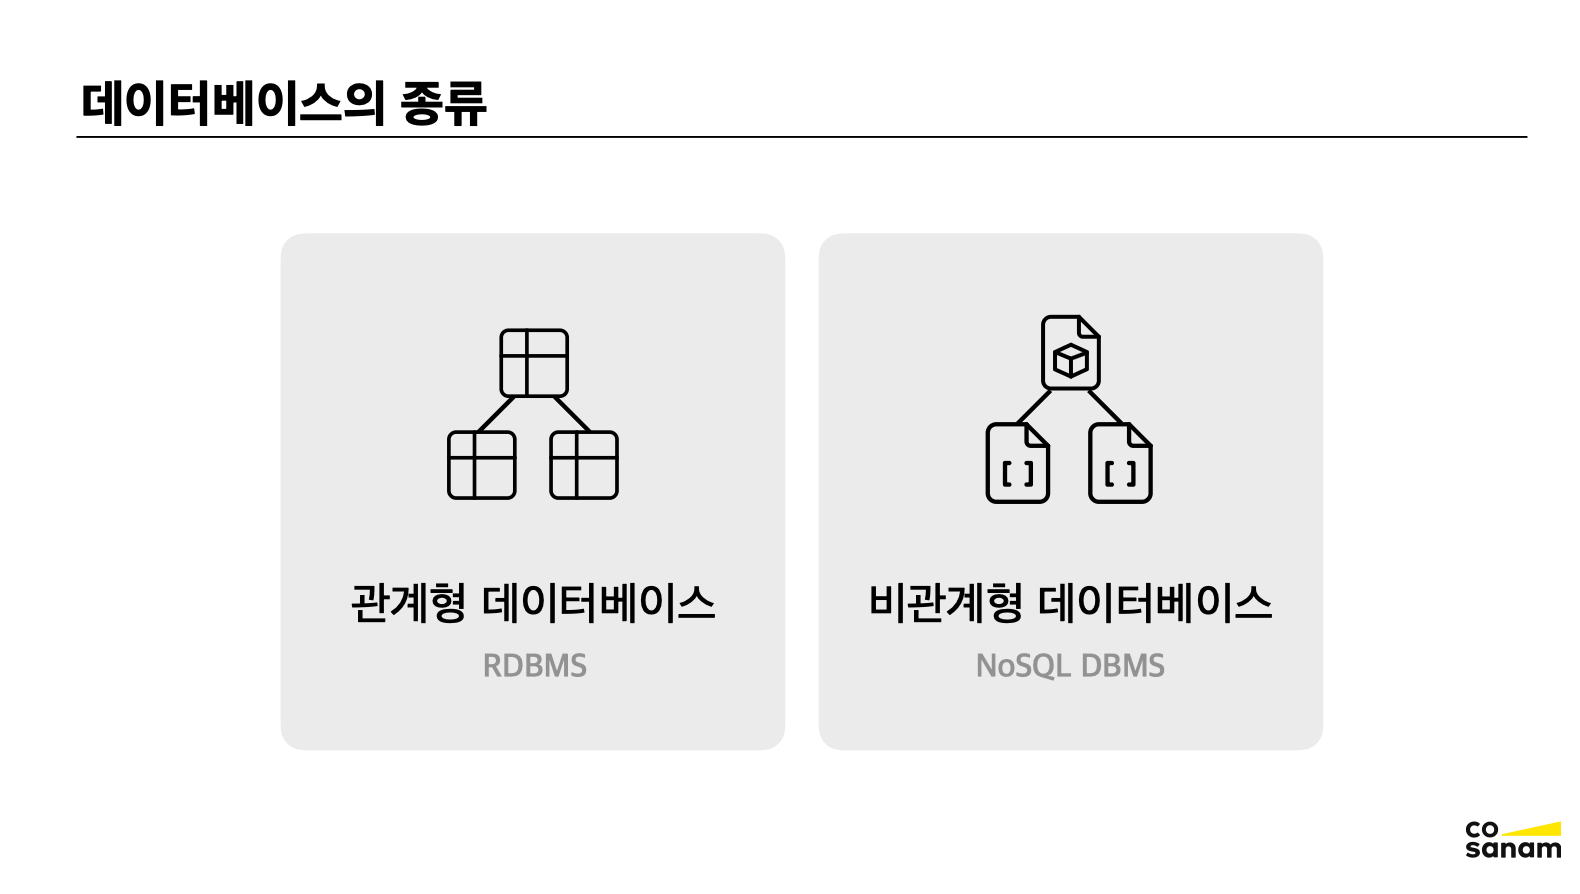 데이터베이스의 종류
관계형 데이터베이스
RDBMS
비관계형 데이터베이스
NoSQL DBMS
[ ]
[ ]
co
sanam